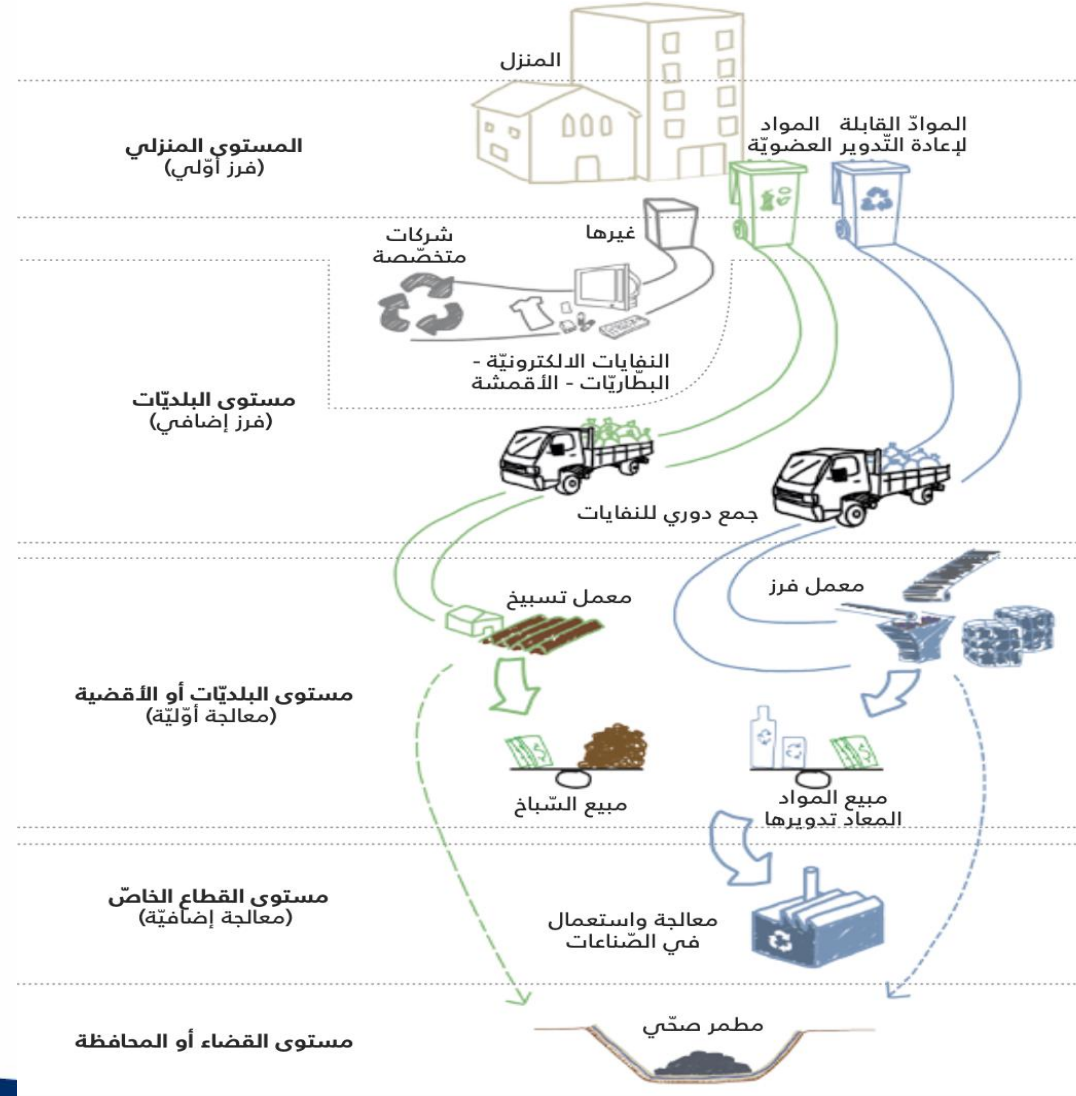 المنزل
المستوى المنزلي
(فرز أوّلي)
الموادّ القابلة
لإعادة التّدوير
المواد
العضويّة
غيرها
شركات
متخصّصة
النفايات الالكترونيّة -
البطّاريّات - الأقمشة
مستوى البلديّات
(فرز إضافي)
جمع دوري للنفايات
معمل فرز
معمل تسبيخ
مستوى البلديّات أو الأقضية
(معالجة أوّليّة)
مبيع المواد
المعاد تدويرها
مبيع السّباخ
مستوى القطاع الخاصّ
(معالجة إضافيّة)
معالجة واستعمال
في الصّناعات
مطمر صحّي
مستوى القضاء أو المحافظة